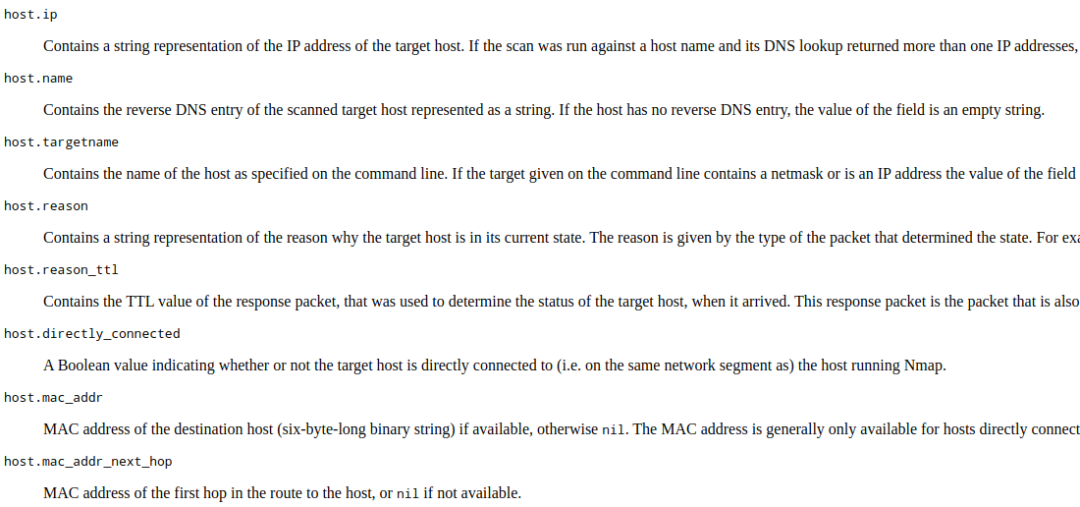 host.ip
Contains a string representation of the IP address of the target host. If the scan was run against a host name and its DNS lookup returned more than one IP addresses,
host.name
Contains the reverse DNS entry of the scanned target host represented as a string. If the host has no reverse DNS entry, the value of the field is an empty string.
host.targetname
Contains the name of the host as specified on the command line. If the target given on the command line contains a netmask or is an IP address the value of the field
host.reason
Contains a string representation of the reason why the target host is in its current state. The reason is given by the type of the packet that determined the state. For
host.reason_ttl
Contains the TTL value of the response packet, that was used to determine the status of the target host, when it arrived. This response packet is the packet that is also
host.directly_connected
A Boolean value indicating whether or not the target host is directly connected to (i.e. on the same network segment as) the host running Nmap.
host.mac_addr
MAC address of the destination host (six-byte-long binary string) if available, otherwise nil. The MAC address is generally only available for hosts directly connect
host.mac_addr_next_hop
MAC address of the first hop in the route to the host, or nil if not available.